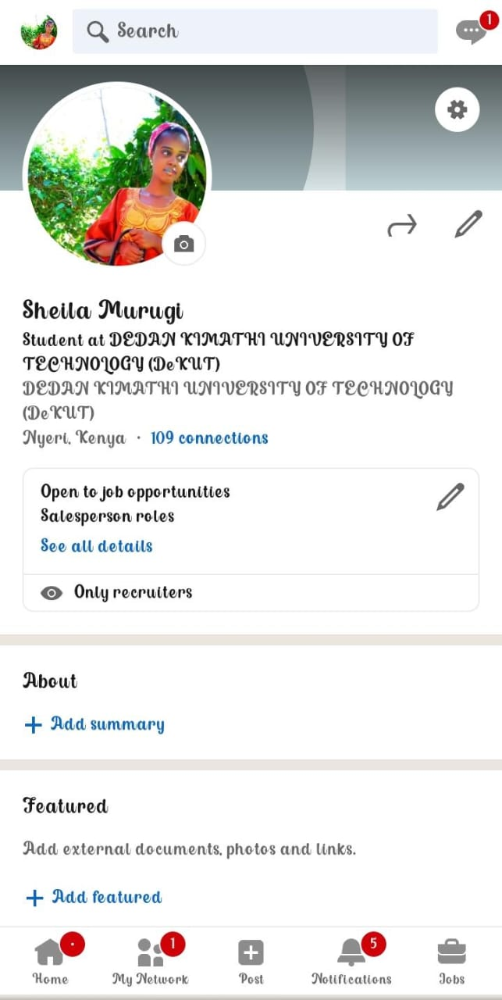 1
Search
Sheila Murugi
Student at DEDAN KIMATHI UNIVERSITY OF
TECHNOLOGY (DeKUT)
DEDAN KIMATHI UNIVERSITY OF TECHNOLOGY
(DeKUT)
Nyeri, Kenya · 109 connections
Open to job opportunities
Salesperson roles
See all details
Only recruiters
About
+ Add summary
Featured
Add external documents, photos and links.
+ Add featured
1
5
Home
My Network
Post
Notifications
Jobs